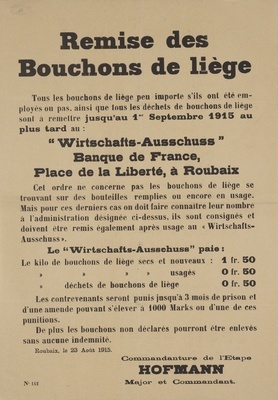 Remise des
Bouchons de liège
Tous les bouchons de liège peu importe s'ils ont été em-
ployés ou pas, ainsi que tous les déchets de bouchons de liège
sont à remettre jusqu'au 1er Septembre 1915 au
plus tard au :
" Wirtschafts-Ausschuss "
Banque de France,
Place de la Liberté, à Roubaix
Cet ordre ne concerne pas les bouchons de liège se
trouvant sur des bouteilles remplies ou encore en usage.
Mais pour ces derniers cas on doit faire connaître leur nombre
à l'administration désignée ci-dessus, ils sont consignés et
doivent être remis également après usage au « Wirtschafts-
Ausschuss ».
Le "Wirtschafts-Ausschuss" paie :
Le kilo de bouchons de liège secs et nouveaux : 1 fr. 50
» » » » usagés 0 fr. 50
» déchets de bouchons de liège 0 fr. 50
Les contrevenants seront punis jusqu'à 3 mois de prison et
d'une amende pouvant s'élever à 1000 Marks ou d'une de ces
punitions.
De plus les bouchons non déclarés pourront être enlevés
sans aucune indemnité.
Roubaix, le 23 Août 1915.
Commandanture de l'Etape
HOFMANN
Major et Commandant.